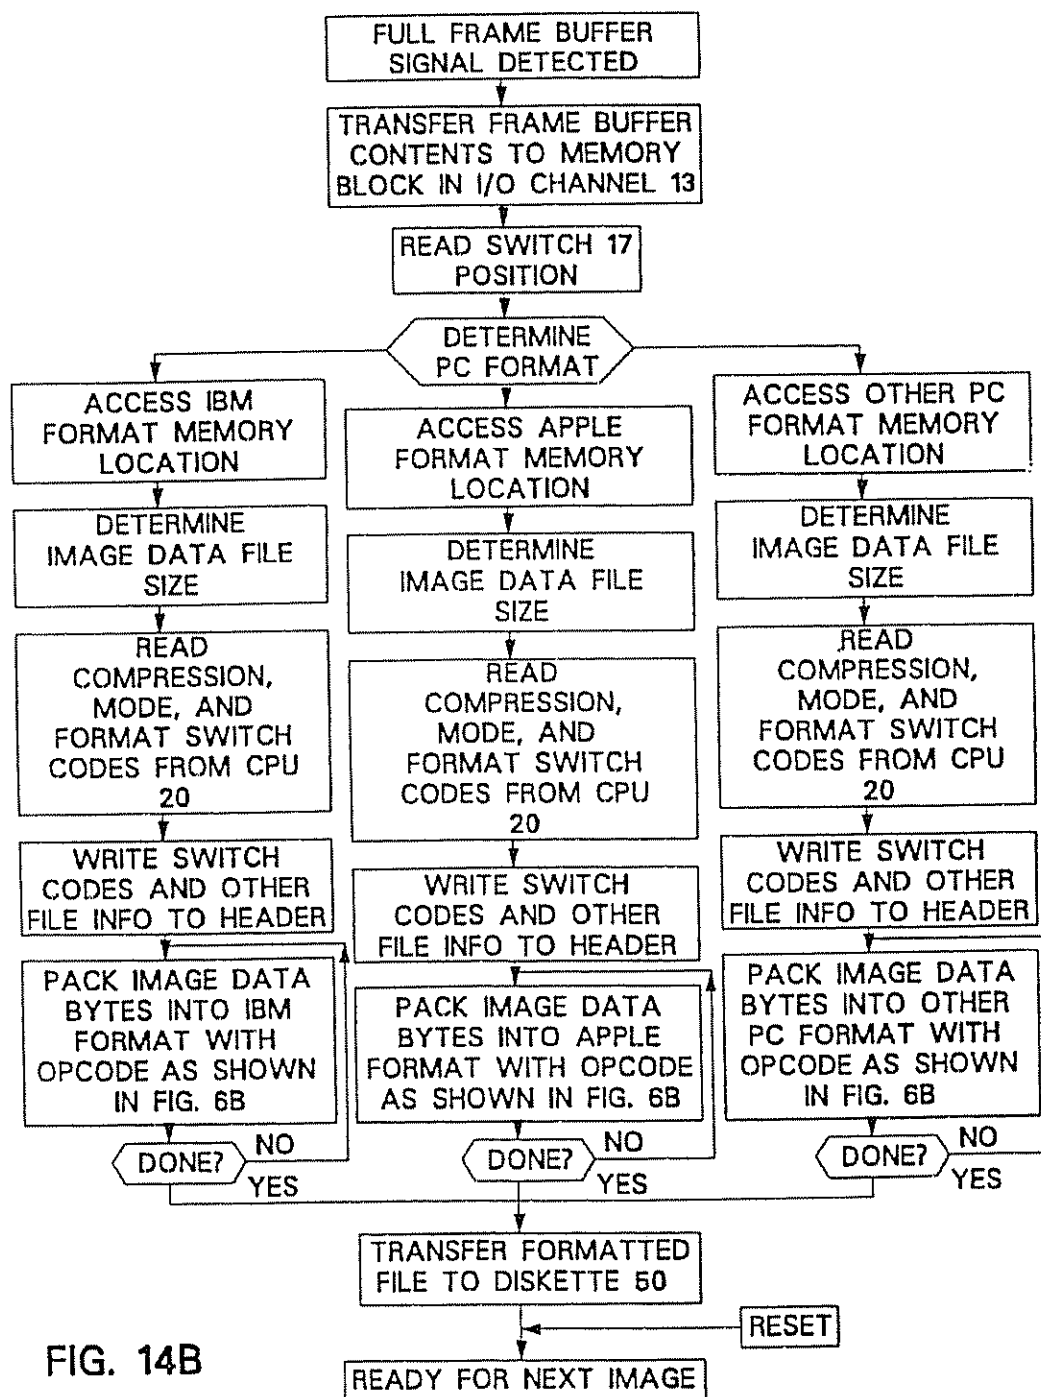 FULL FRAME BUFFER
SIGNAL DETECTED
TRANSFER FRAME BUFFER
CONTENTS TO MEMORY
BLOCK IN I/O CHANNEL 13
READ SWITCH 17
POSITION
DETERMINE
PC FORMAT
ACCESS IBM
FORMAT MEMORY
LOCATION
DETERMINE
IMAGE DATA FILE
SIZE
READ
COMPRESSION,
MODE, AND
FORMAT SWITCH
CODES FROM CPU
20
WRITE SWITCH
CODES AND OTHER
FILE INFO TO HEADER
PACK IMAGE DATA
BYTES INTO IBM
FORMAT WITH
OPCODE AS SHOWN
IN FIG. 6B
DONE?
NO
YES
ACCESS APPLE
FORMAT MEMORY
LOCATION
DETERMINE
IMAGE DATA FILE
SIZE
READ
COMPRESSION,
MODE, AND
FORMAT SWITCH
CODES FROM CPU
20
WRITE SWITCH
CODES AND OTHER
FILE INFO TO HEADER
PACK IMAGE DATA
BYTES INTO APPLE
FORMAT WITH OPCODE
AS SHOWN IN FIG. 6B
DONE?
NO
YES
ACCESS OTHER PC
FORMAT MEMORY
LOCATION
DETERMINE
IMAGE DATA FILE
SIZE
READ
COMPRESSION,
MODE, AND
FORMAT SWITCH
CODES FROM CPU
20
WRITE SWITCH
CODES AND OTHER
FILE INFO TO HEADER
PACK IMAGE DATA
BYTES INTO OTHER
PC FORMAT WITH
OPCODE AS SHOWN
IN FIG. 6B
DONE?
NO
YES
TRANSFER FORMATTED
FILE TO DISKETTE 50
RESET
READY FOR NEXT IMAGE
FIG. 14B